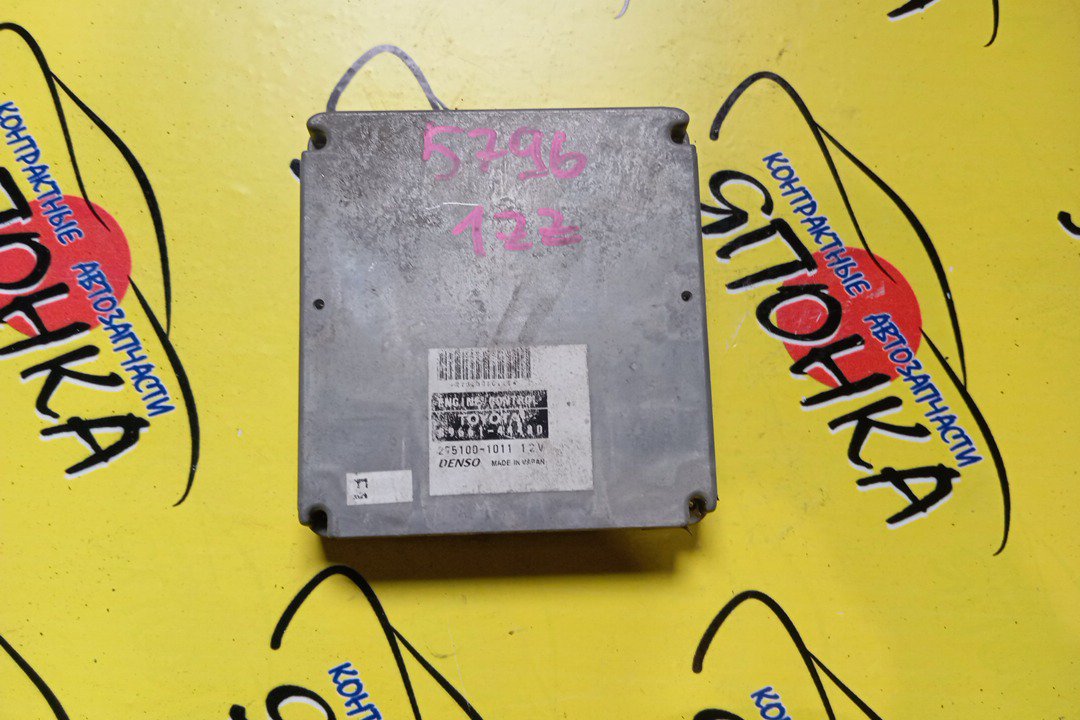 5796
1ZZ
ENGINE CONTROL
TOYOTA
275100-1011 12V
DENSO MADE IN JAPAN
КОНТРАКТНЫЕ
АВТОЗАПЧАСТИ
ЯПОНКА
КОНТРАКТНЫЕ
АВТОЗАПЧАСТИ
ЯПОНКА